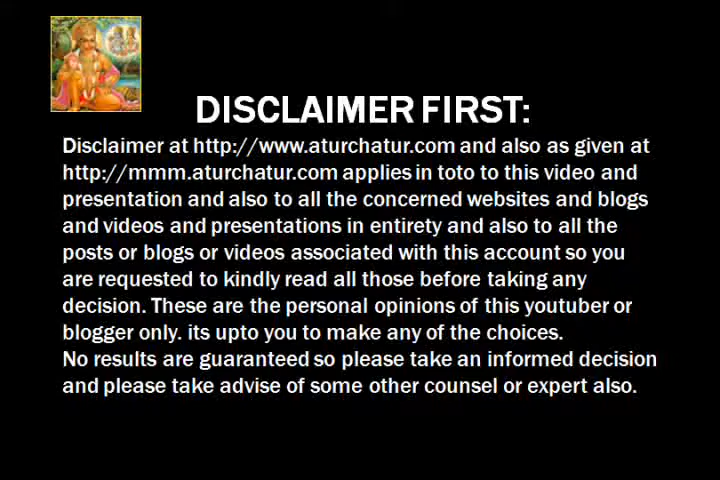 DISCLAIMER FIRST:
Disclaimer at http://www.aturchatur.com and also as given at
http://mmm.aturchatur.com applies in toto to this video and
presentation and also to all the concerned websites and blogs
and videos and presentations in entirety and also to all the
posts or blogs or videos associated with this account so you
are requested to kindly read all those before taking any
decision. These are the personal opinions of this youtuber or
blogger only. its upto you to make any of the choices.
No results are guaranteed so please take an informed decision
and please take advise of some other counsel or expert also.